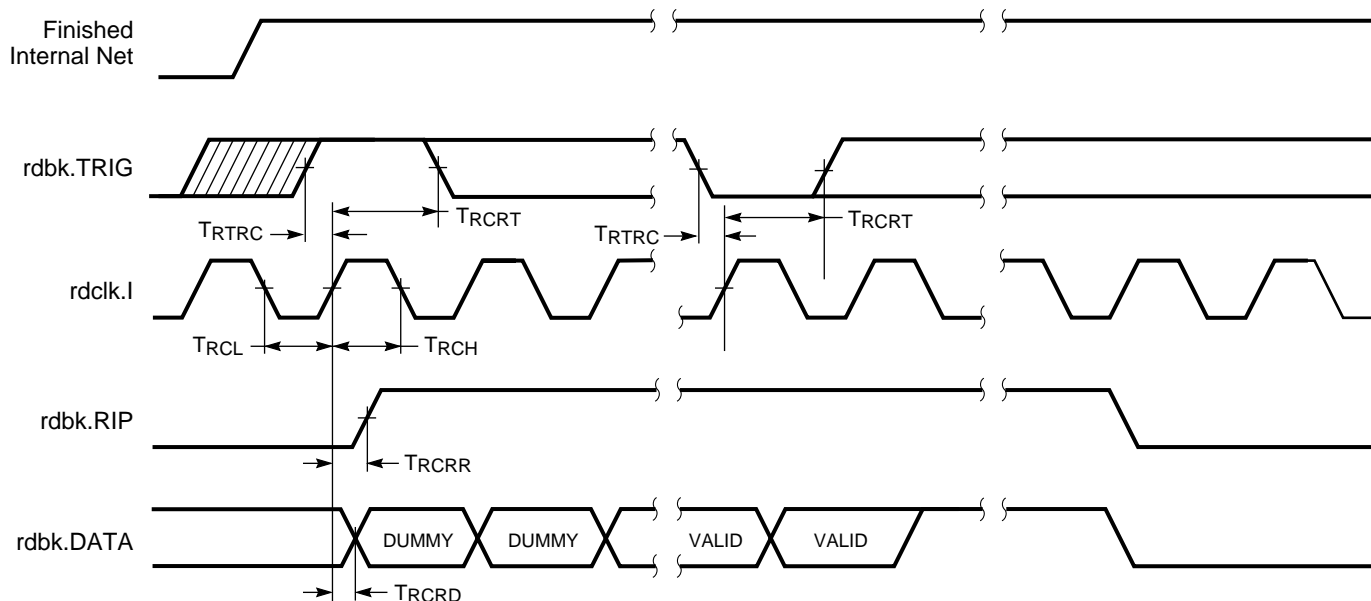 Finished
Internal Net
rdbk.TRIG
TRTRC
TRCRT
TRTRC
TRCRT
rdclk.I
TRCL
TRCH
rdbk.RIP
TRCRR
rdbk.DATA
DUMMY
DUMMY
VALID
VALID
TRCRD